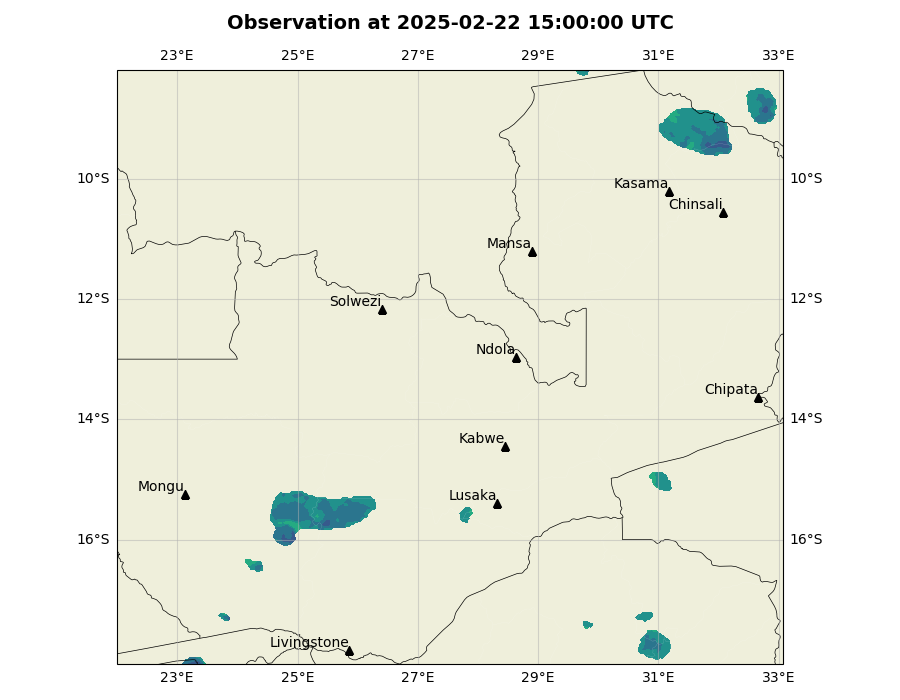 Observation at 2025-02-22 15:00:00 UTC
23°E 25°E 27°E 29°E 31°E 33°E
10°S 10°S
Kasama
Chinsali
Mansa
12°S 12°S
Solwezi
Ndola
Chipata
14°S 14°S
Kabwe
Mongu
Lusaka
16°S 16°S
Livingstone
23°E 25°E 27°E 29°E 31°E 33°E